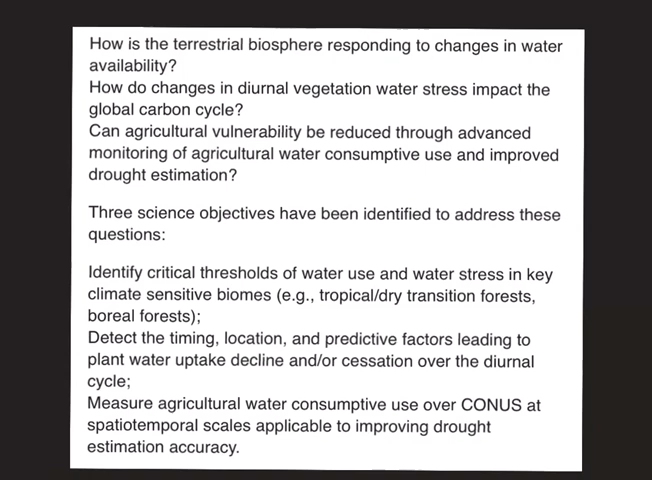 How is the terrestrial biosphere responding to changes in water
availability?
How do changes in diurnal vegetation water stress impact the
global carbon cycle?
Can agricultural vulnerability be reduced through advanced
monitoring of agricultural water consumptive use and improved
drought estimation?
Three science objectives have been identified to address these
questions:
Identify critical thresholds of water use and water stress in key
climate sensitive biomes (e.g., tropical/dry transition forests,
boreal forests);
Detect the timing, location, and predictive factors leading to
plant water uptake decline and/or cessation over the diurnal
cycle;
Measure agricultural water consumptive use over CONUS at
spatiotemporal scales applicable to improving drought
estimation accuracy.